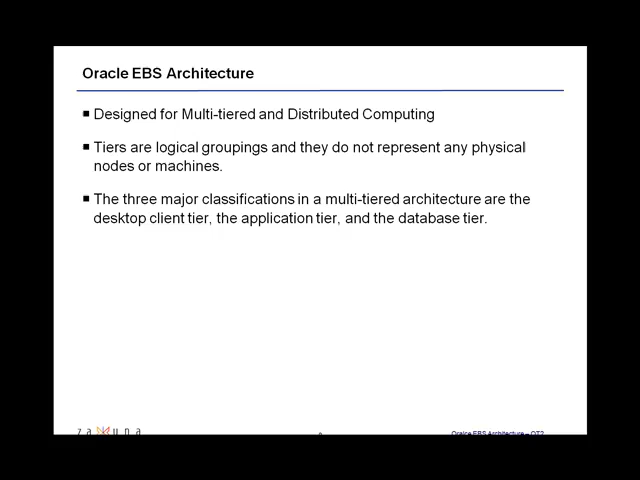 Oracle EBS Architecture
Designed for Multi-tiered and Distributed Computing
Tiers are logical groupings and they do not represent any physical
nodes or machines.
The three major classifications in a multi-tiered architecture are the
desktop client tier, the application tier, and the database tier.
Oralce EBS Architecture –